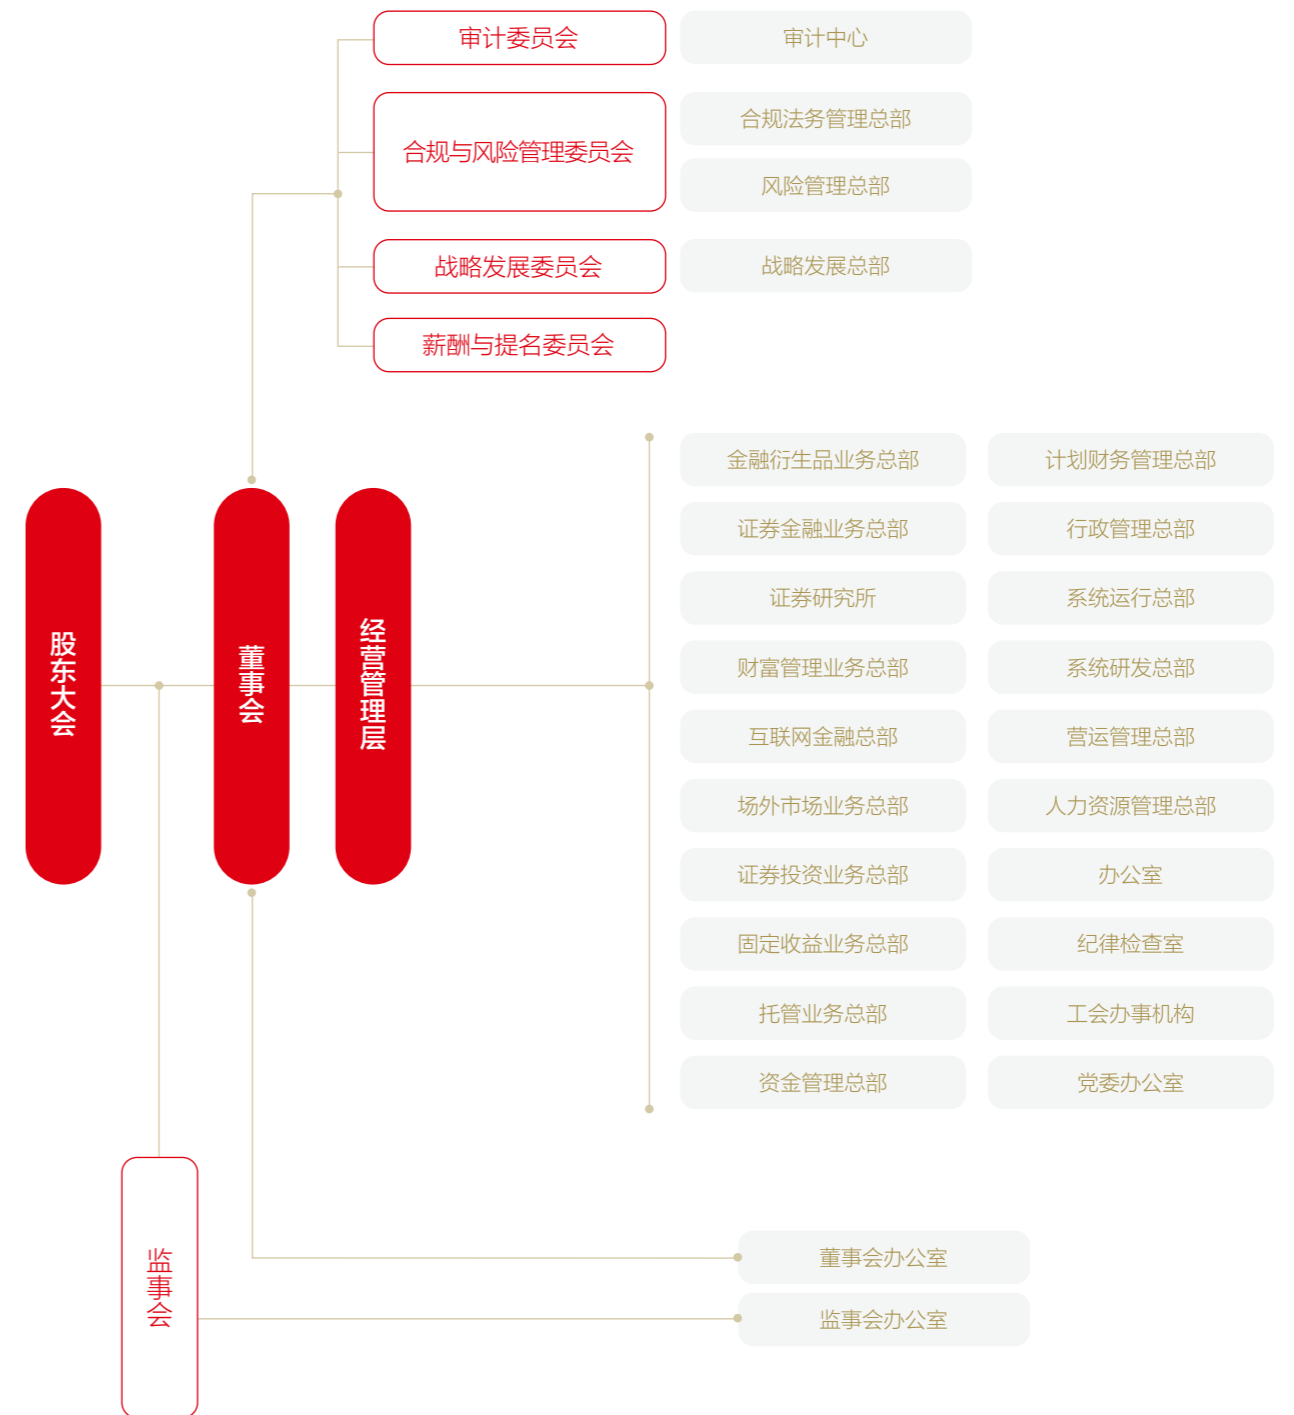 审计委员会
审计中心
合规与风险管理委员会
合规法务管理总部
风险管理总部
战略发展委员会
战略发展总部
薪酬与提名委员会
股东大会
董事会
经营管理层
金融衍生品业务总部
计划财务管理总部
证券金融业务总部
行政管理总部
证券研究所
系统运行总部
财富管理业务总部
系统研发总部
互联网金融总部
营运管理总部
场外市场业务总部
人力资源管理总部
证券投资业务总部
办公室
固定收益业务总部
纪律检查室
托管业务总部
工会办事机构
资金管理总部
党委办公室
监事会
董事会办公室
监事会办公室